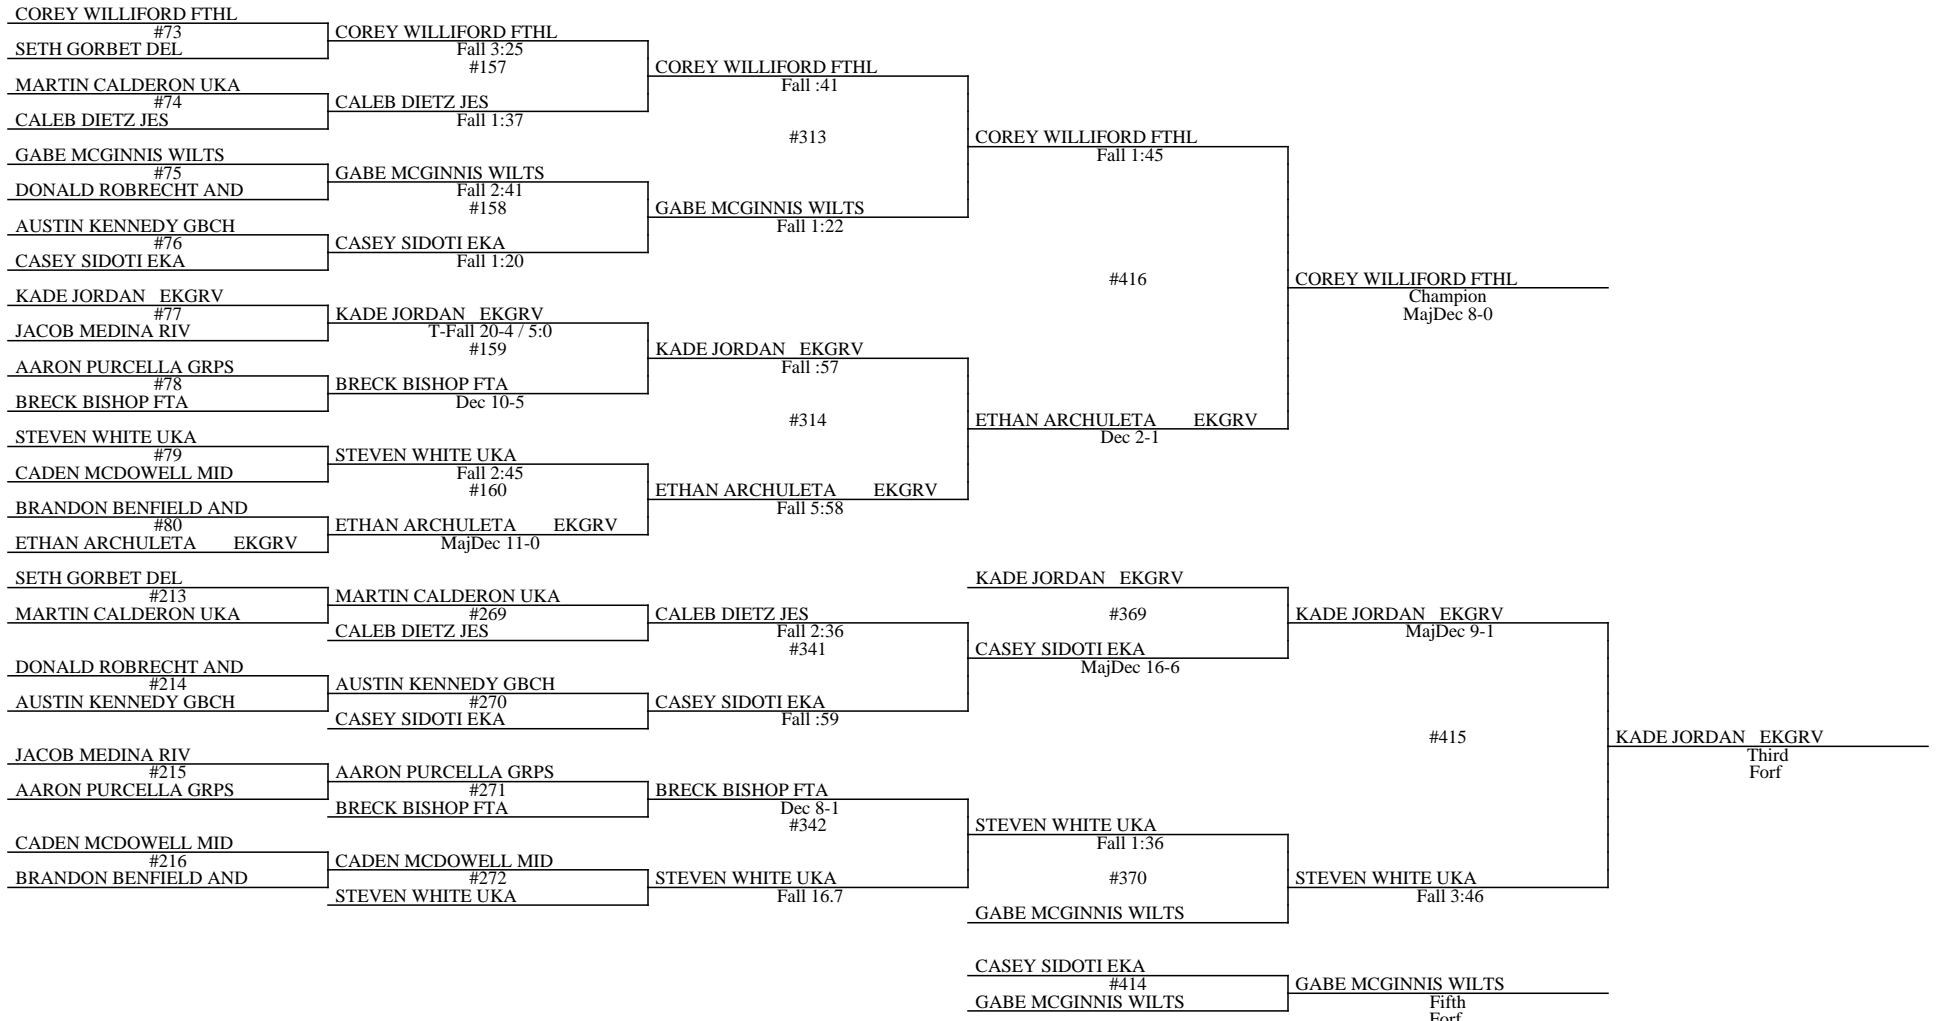 COREY WILLIFORD FTHL
#73
SETH GORBET DEL
MARTIN CALDERON UKA
#74
CALEB DIETZ JES
GABE MCGINNIS WILTS
#75
DONALD ROBRECHT AND
AUSTIN KENNEDY GBCH
#76
CASEY SIDOTI EKA
KADE JORDAN EKGRV
#77
JACOB MEDINA RIV
AARON PURCELLA GRPS
#78
BRECK BISHOP FTA
STEVEN WHITE UKA
#79
CADEN MCDOWELL MID
BRANDON BENFIELD AND
#80
ETHAN ARCHULETA EKGRV
COREY WILLIFORD FTHL
Fall 3:25
#157
CALEB DIETZ JES
Fall 1:37
GABE MCGINNIS WILTS
Fall 2:41
#158
CASEY SIDOTI EKA
Fall 1:20
KADE JORDAN EKGRV
T-Fall 20-4 / 5:0
#159
BRECK BISHOP FTA
Dec 10-5
STEVEN WHITE UKA
Fall 2:45
#160
ETHAN ARCHULETA EKGRV
MajDec 11-0
COREY WILLIFORD FTHL
Fall :41
#313
GABE MCGINNIS WILTS
Fall 1:22
KADE JORDAN EKGRV
Fall :57
#314
ETHAN ARCHULETA EKGRV
Fall 5:58
COREY WILLIFORD FTHL
Fall 1:45
#416
ETHAN ARCHULETA EKGRV
Dec 2-1
COREY WILLIFORD FTHL
Champion
MajDec 8-0
SETH GORBET DEL
#213
MARTIN CALDERON UKA
DONALD ROBRECHT AND
#214
AUSTIN KENNEDY GBCH
JACOB MEDINA RIV
#215
AARON PURCELLA GRPS
CADEN MCDOWELL MID
#216
BRANDON BENFIELD AND
MARTIN CALDERON UKA
#269
CALEB DIETZ JES
AUSTIN KENNEDY GBCH
#270
CASEY SIDOTI EKA
AARON PURCELLA GRPS
#271
BRECK BISHOP FTA
CADEN MCDOWELL MID
#272
STEVEN WHITE UKA
CALEB DIETZ JES
Fall 2:36
#341
CASEY SIDOTI EKA
Fall :59
BRECK BISHOP FTA
Dec 8-1
#342
STEVEN WHITE UKA
Fall 16.7
KADE JORDAN EKGRV
#369
CASEY SIDOTI EKA
MajDec 16-6
STEVEN WHITE UKA
Fall 1:36
#370
GABE MCGINNIS WILTS
KADE JORDAN EKGRV
MajDec 9-1
#415
STEVEN WHITE UKA
Fall 3:46
KADE JORDAN EKGRV
Third
Forf
CASEY SIDOTI EKA
#414
GABE MCGINNIS WILTS
GABE MCGINNIS WILTS
Fifth
Forf